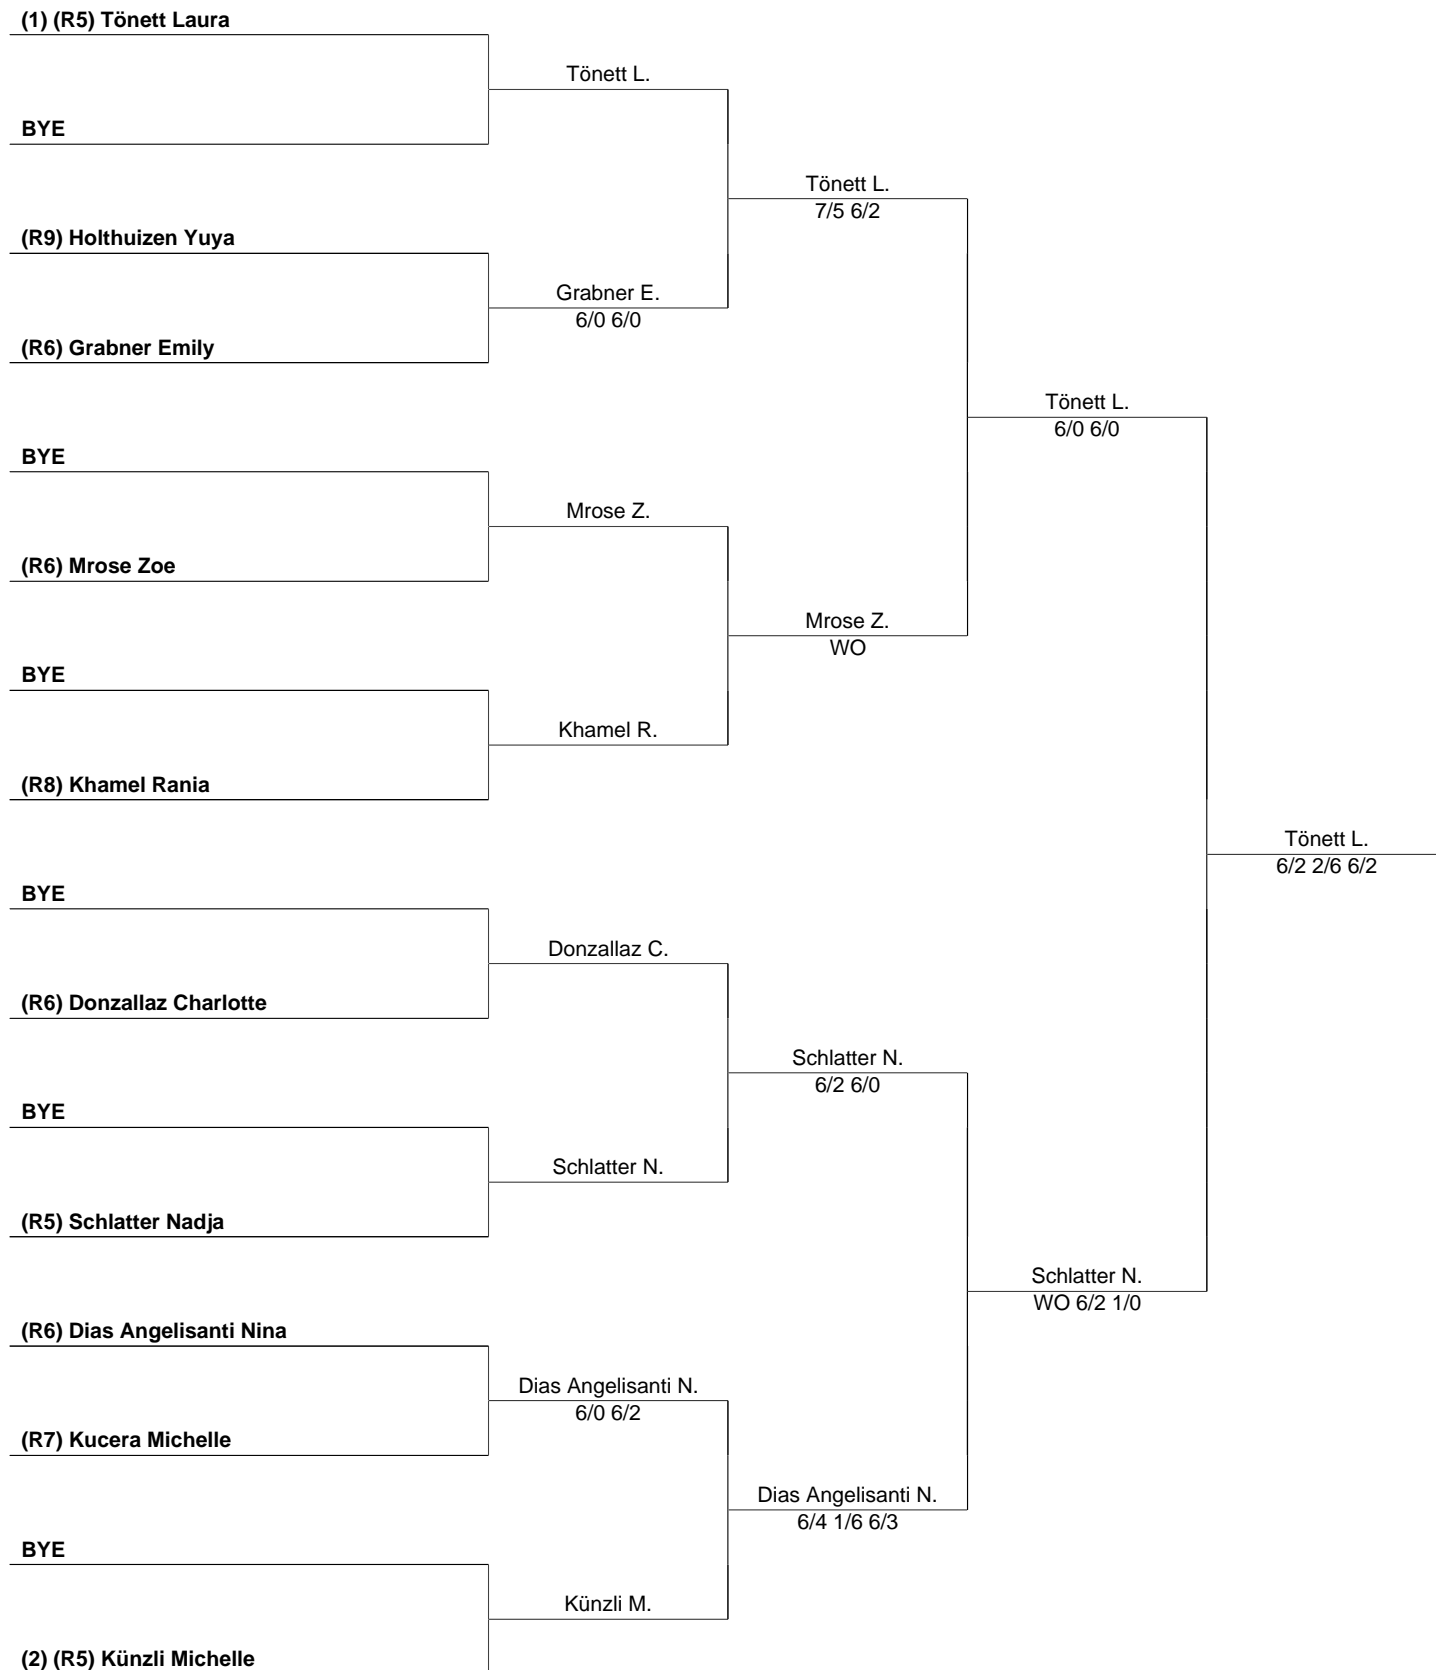 (1) (R5) Tönett Laura
Tönett L.
BYE
Tönett L.
7/5 6/2
(R9) Holthuizen Yuya
Grabner E.
6/0 6/0
(R6) Grabner Emily
Tönett L.
6/0 6/0
BYE
Mrose Z.
(R6) Mrose Zoe
Mrose Z.
WO
BYE
Khamel R.
(R8) Khamel Rania
Tönett L.
6/2 2/6 6/2
BYE
Donzallaz C.
(R6) Donzallaz Charlotte
Schlatter N.
6/2 6/0
BYE
Schlatter N.
(R5) Schlatter Nadja
Schlatter N.
WO 6/2 1/0
(R6) Dias Angelisanti Nina
Dias Angelisanti N.
6/0 6/2
(R7) Kucera Michelle
Dias Angelisanti N.
6/4 1/6 6/3
BYE
Künzli M.
(2) (R5) Künzli Michelle